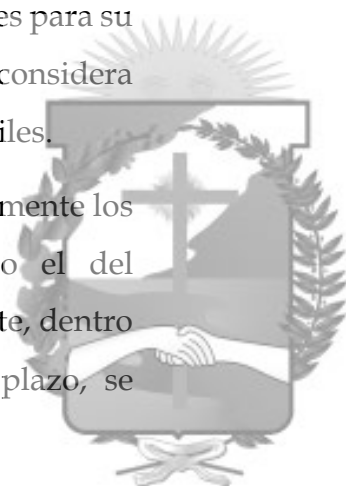 es para su
considera
iles.
mente los
o el del
te, dentro
plazo, se